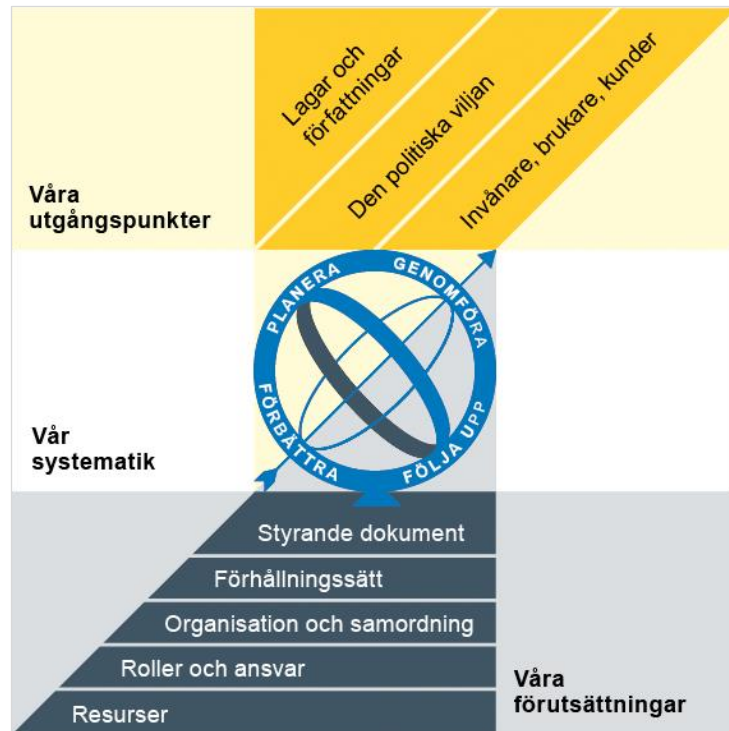 Lagar och
författningar
Den politiska viljan
Invånare, brukare, kunder
Våra
utgångspunkter
PLANERA
GENOMFÖRA
FÖLJA UPP
FÖRBÄTTRA
Vår
systematik
Styrande dokument
Förhållningssätt
Organisation och samordning
Roller och ansvar
Resurser
Våra
förutsättningar